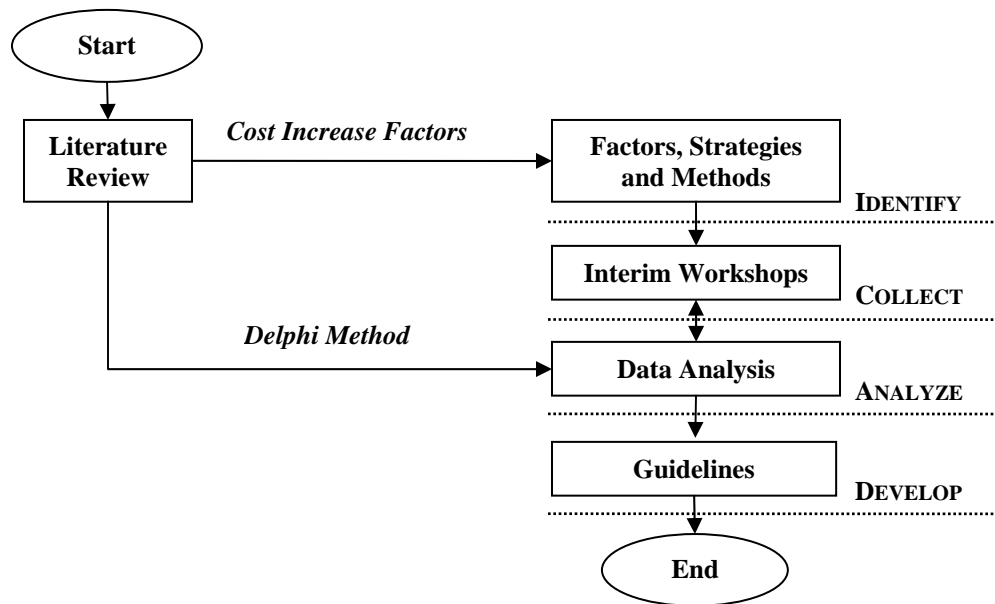 Start
Literature
Review
Cost Increase Factors
Factors, Strategies
and Methods
IDENTIFY
Interim Workshops
COLLECT
Delphi Method
Data Analysis
ANALYZE
Guidelines
DEVELOP
End